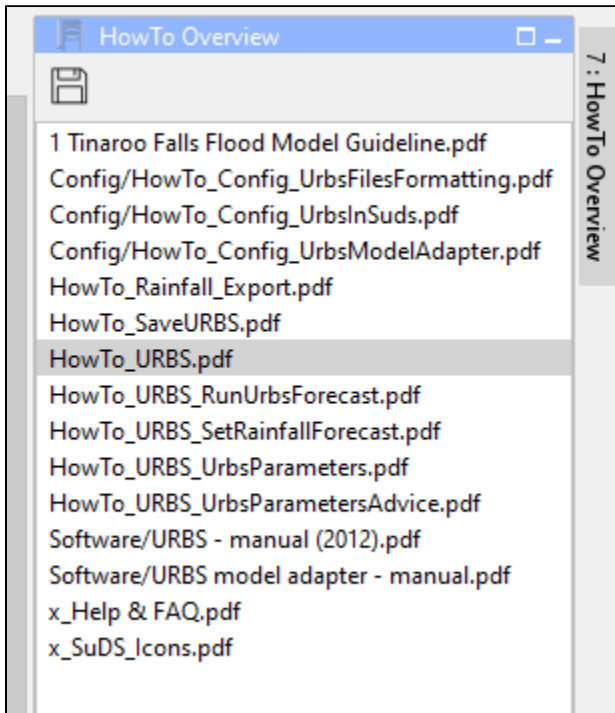 HowTo Overview
7 : HowTo Overview
1 Tinaroo Falls Flood Model Guideline.pdf
Config/HowTo_Config_UrbsFilesFormatting.pdf
Config/HowTo_Config_UrbsInSuds.pdf
Config/HowTo_Config_UrbsModelAdapter.pdf
HowTo_Rainfall_Export.pdf
HowTo_SaveURBS.pdf
HowTo_URBS.pdf
HowTo_URBS_RunUrbsForecast.pdf
HowTo_URBS_SetRainfallForecast.pdf
HowTo_URBS_UrbsParameters.pdf
HowTo_URBS_UrbsParametersAdvice.pdf
Software/URBS - manual (2012).pdf
Software/URBS model adapter - manual.pdf
x_Help & FAQ.pdf
x_SuDS_Icons.pdf